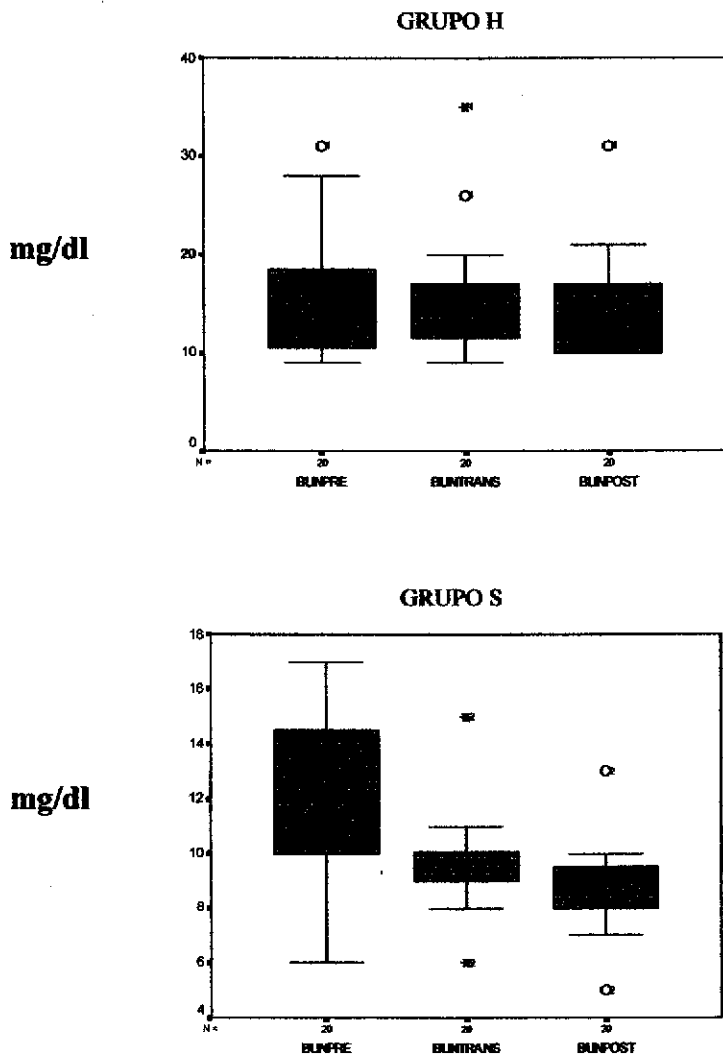 GRUPO H
mg/dl
40
30
20
10
0
N =
20
20
20
BUNPRE
BUNTRANS
BUNPOST
GRUPO S
mg/dl
18
16
14
12
10
8
6
4
N =
20
20
20
BUNPRE
BUNTRANS
BUNPOST